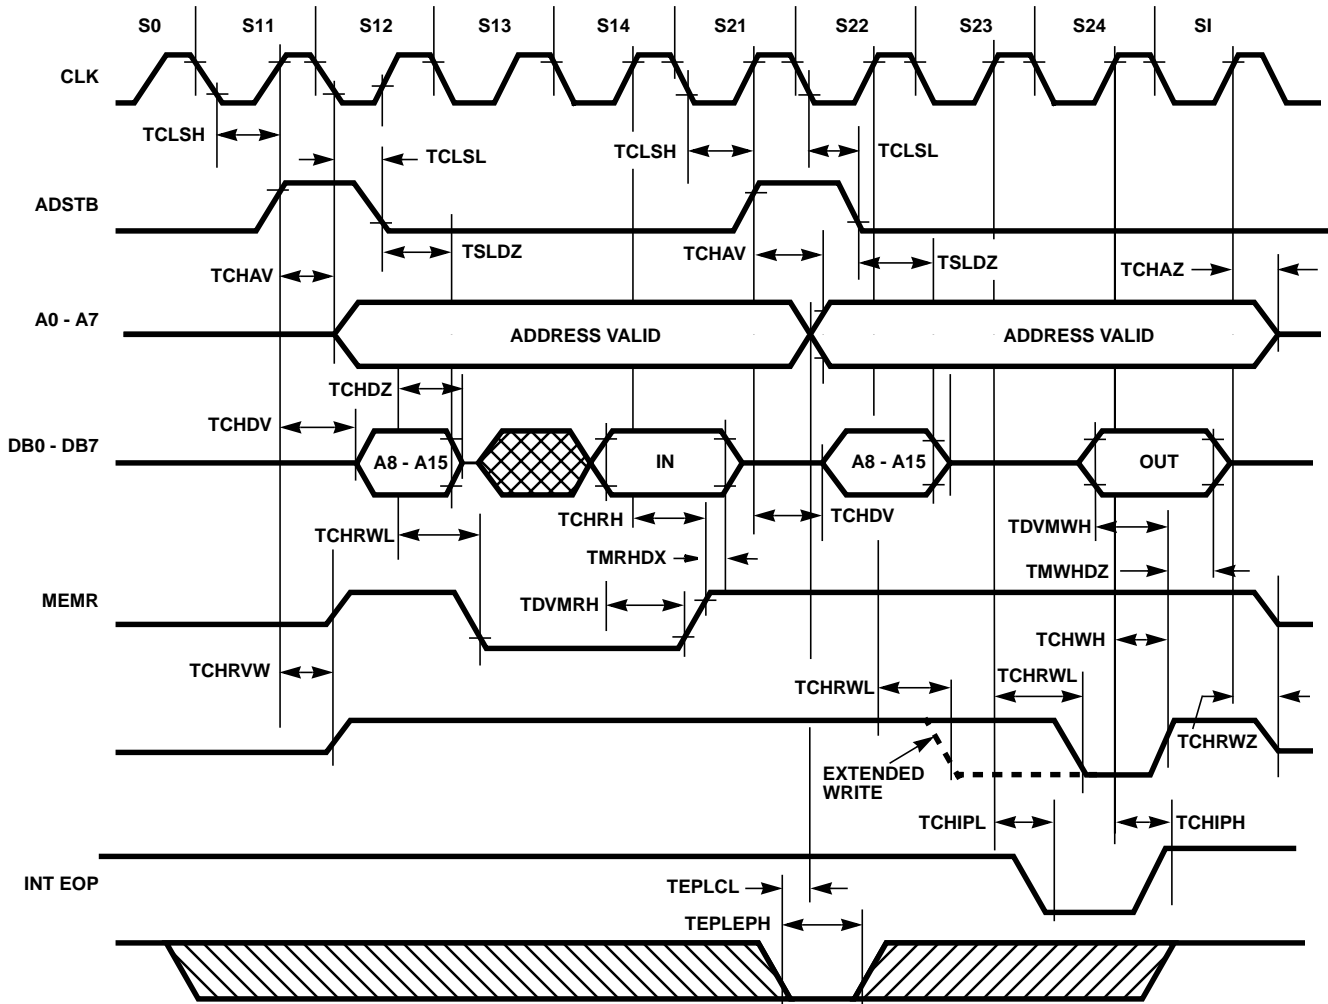 S0 S11 S12 S13 S14 S21 S22 S23 S24 SI
CLK
TCLSH TCLSL TCLSH TCLSL
ADSTB
TCHAV TSLDZ TCHAV TSLDZ TCHAZ
A0 - A7 ADDRESS VALID ADDRESS VALID
TCHDZ
TCHDV
DB0 - DB7 A8 - A15 IN A8 - A15 OUT
TCHRWL TCHRH TCHDV TDVMWH
TMRHDX TMWHDZ
MEMR TDVMRH
TCHWH
TCHRVW TCHRWL TCHRWL
TCHRWZ
EXTENDED
WRITE
TCHIPL TCHIPH
INT EOP TEPLCL
TEPLEPH